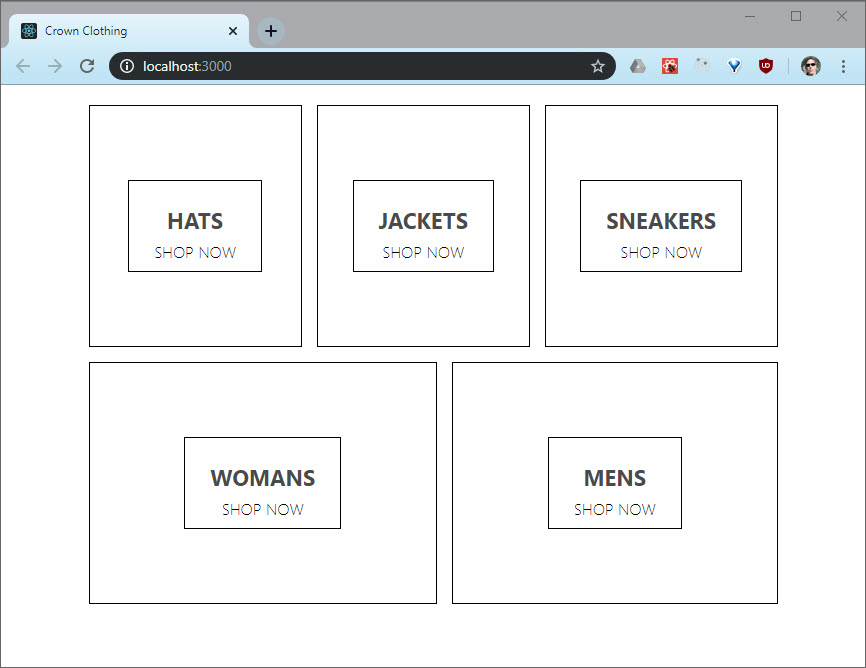 Crown Clothing
localhost:3000
HATS
SHOP NOW
JACKETS
SHOP NOW
SNEAKERS
SHOP NOW
WOMANS
SHOP NOW
MENS
SHOP NOW